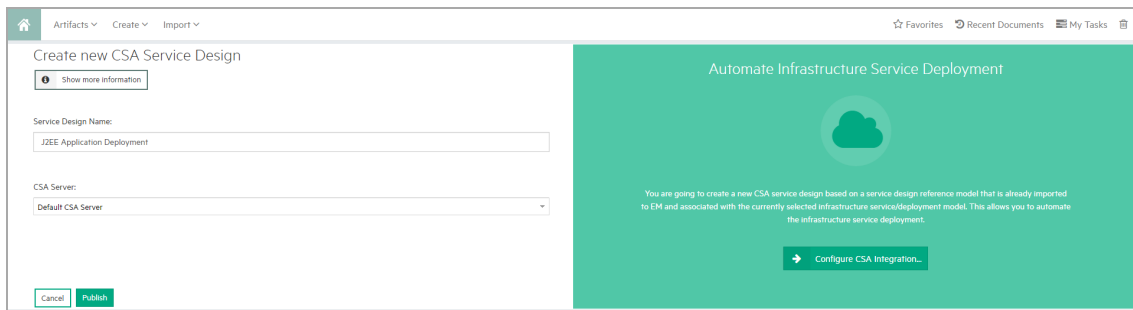 Artifacts Create Import Favorites Recent Documents My Tasks
Create new CSA Service Design
Show more information
Service Design Name:
J2EE Application Deployment
CSA Server:
Default CSA Server
Cancel Publish
Automate Infrastructure Service Deployment
You are going to create a new CSA service design based on a service design reference model that is already imported
to EM and associated with the currently selected infrastructure service/deployment model. This allows you to automate
the infrastructure service deployment.
Configure CSA Integration...